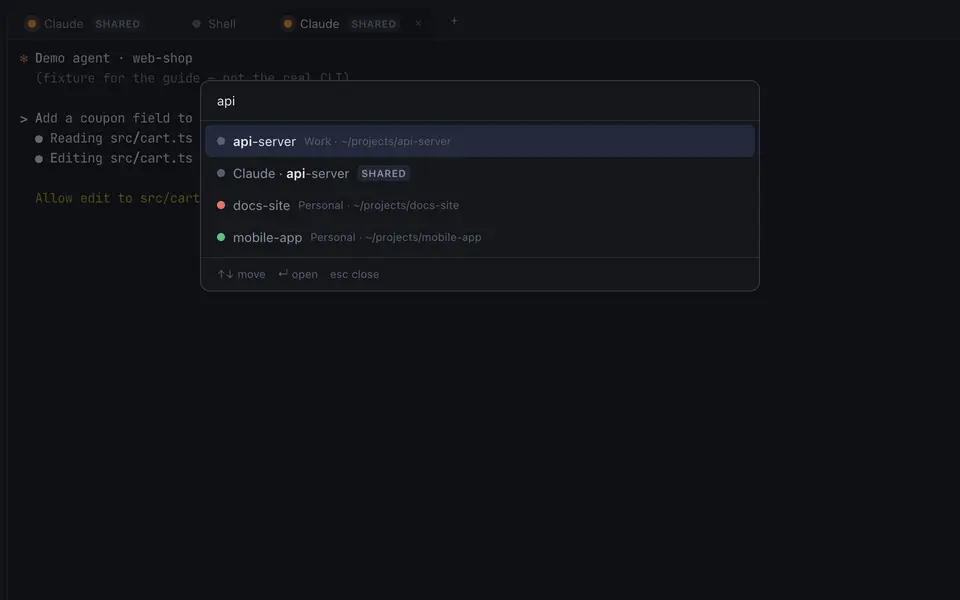 Claude SHARED Shell Claude SHARED × +
* Demo agent · web-shop
(fixture for the guide — not the real CLI)
api
> Add a coupon field to
api-server Work · ~/projects/api-server
● Reading src/cart.ts
● Editing src/cart.ts
Claude · api-server SHARED
Allow edit to src/cart
docs-site Personal · ~/projects/docs-site
mobile-app Personal · ~/projects/mobile-app
↑↓ move ↵ open esc close